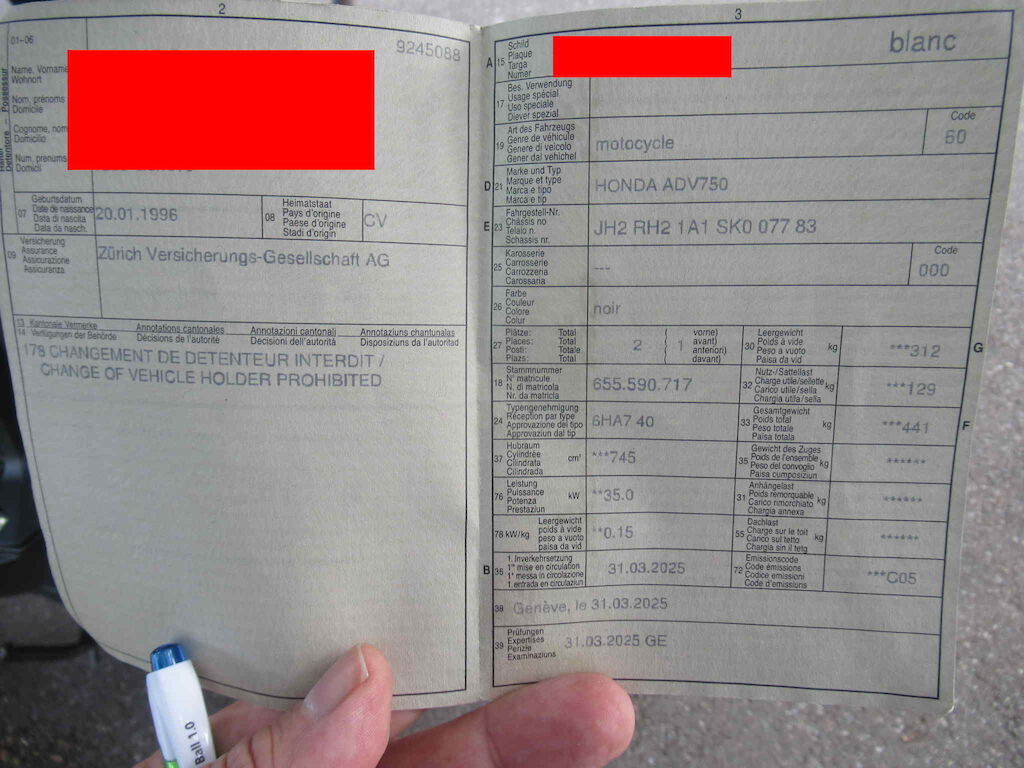 2
01-06
9245088
Halter Detentore – Possessur
Name, Vorname
Wohnort
Nom, prénoms
Domicile
Cognome, nom
Domicilio
Num, prenums
Domicil
07
Geburtsdatum
Date de naissance
Data di nascita
Data da nasch.
20.01.1996
08
Heimatstaat
Pays d'origine
Paese d'origine
Stadi d'origin
CV
09
Versicherung
Assurance
Assicurazione
Assicuranza
Zürich Versicherungs-Gesellschaft AG
13 Kantonale Vermerke Annotations cantonales Annotazioni cantonali Annotaziuns chantunalas
14 Verfügungen der Behörde Décisions de l'autorité Decisioni dell'autorità Disposiziuns da l'autoritad
178 CHANGEMENT DE DETENTEUR INTERDIT /
CHANGE OF VEHICLE HOLDER PROHIBITED
3
A
15
Schild
Plaque
Targa
Numer
blanc
17
Bes. Verwendung
Usage spécial
Uso speciale
Diever spezial
19
Art des Fahrzeugs
Genre de véhicule
Genere di veicolo
Gener dal vehichel
motocycle
Code
60
D
21
Marke und Typ
Marque et type
Marca e tipo
Marca e tip
HONDA ADV750
E
23
Fahrgestell-Nr.
Châssis no
Telaio n.
Schassis nr.
JH2 RH2 1A1 SK0 077 83
25
Karosserie
Carrosserie
Carrozzeria
Carossaria
---
Code
000
26
Farbe
Couleur
Colore
Colur
noir
27
Plätze: Total
Places: Total
Posti: Totale
Plazs: Total
2
( vorne)
( 1 avant)
( anteriori)
davant)
30
Leergewicht
Poids à vide
Peso a vuoto
Paisa da vid
kg
***312
G
18
Stammnummer
N° matricule
N. di matricola
Nr. da matricla
655.590.717
32
Nutz-/Sattellast
Charge utile/sellette
Carico utile/sella
Chargia utila/sella
kg
***129
24
Typengenehmigung
Réception par type
Approvazione del tipo
Approvaziun dal tip
6HA7 40
33
Gesamtgewicht
Poids total
Peso totale
Paisa totala
kg
***441
F
37
Hubraum
Cylindrée
Cilindrata
Cilindrada
cm³
***745
35
Gewicht des Zuges
Poids de l'ensemble
Peso del convoglio
Paisa cumposiziun
kg
******
76
Leistung
Puissance
Potenza
Prestaziun
kW
**35.0
31
Anhängelast
Poids remorquable
Carico rimorchiato
Chargia annexa
kg
******
78 kW/kg
Leergewicht
poids à vide
peso a vuoto
paisa da vid
**0.15
55
Dachlast
Charge sur le toit
Carico sul tetto
Chargia sin il tetg
kg
******
B
36
1. Inverkehrsetzung
1re mise en circulation
1a messa in circolazione
1. entrada en circulaziun
31.03.2025
72
Emissionscode
Code émissions
Codice emissioni
Code d'emissiuns
***C05
38
Genève, le 31.03.2025
39
Prüfungen
Expertises
Perizie
Examinaziuns
31.03.2025 GE
Ball 1.0